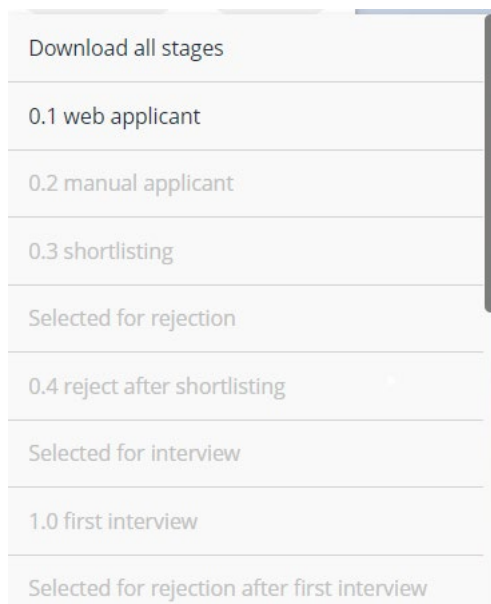 Download all stages
0.1 web applicant
0.2 manual applicant
0.3 shortlisting
Selected for rejection
0.4 reject after shortlisting
Selected for interview
1.0 first interview
Selected for rejection after first interview